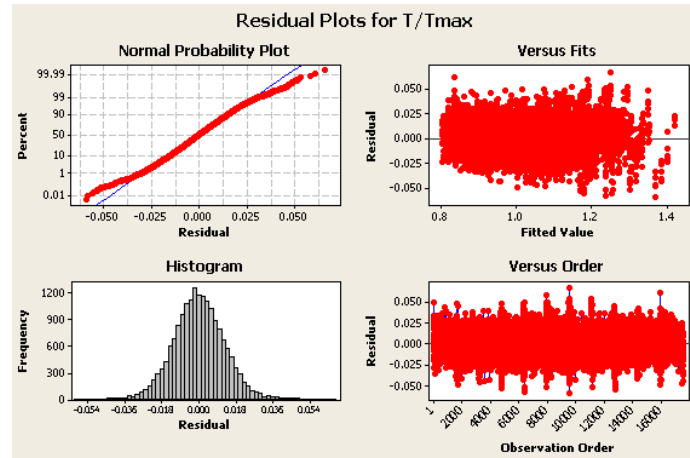 Residual Plots for T/Tmax
Normal Probability Plot
Percent
99.99
99
90
50
10
1
0.01
-0.050 -0.025 0.000 0.025 0.050
Residual
Versus Fits
Residual
0.050
0.025
0.000
-0.025
-0.050
0.8 1.0 1.2 1.4
Fitted Value
Histogram
Frequency
1200
900
600
300
0
-0.054 -0.036 -0.018 0.000 0.018 0.036 0.054
Residual
Versus Order
Residual
0.050
0.025
0.000
-0.025
-0.050
1 2000 4000 6000 8000 10000 12000 14000 16000
Observation Order